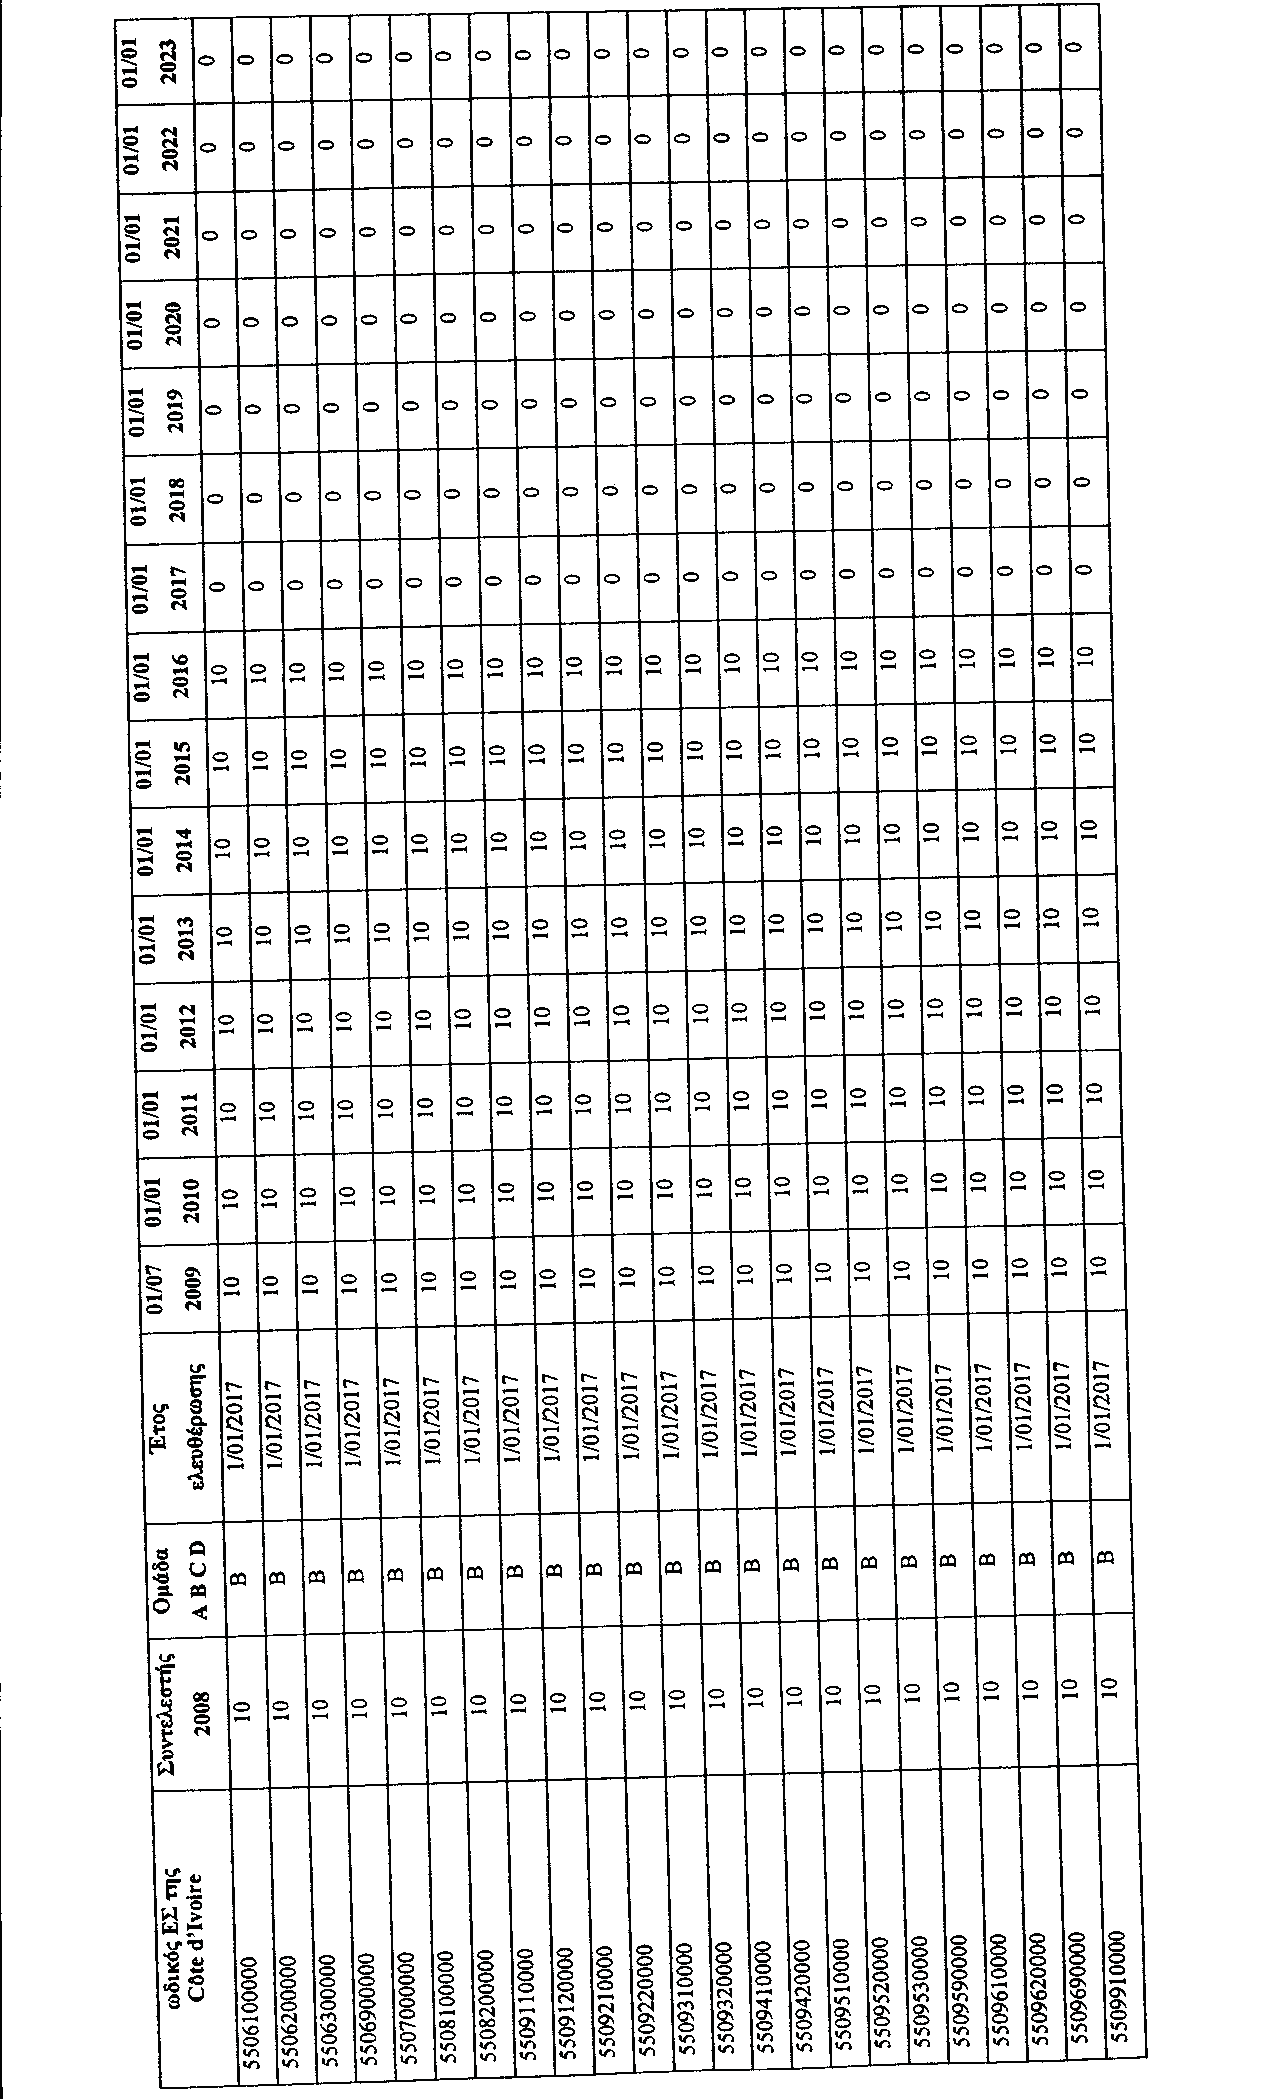 ωδικός ΕΣ της Συντελεστής Ομάδα Έτος 01/07 01/01 01/01 01/01 01/01 01/01 01/01 01/01 01/01 01/01 01/01 01/01 01/01 01/01 01/01
Côte d'Ivoire 2008 A B C D ελευθέρωσης 2009 2010 2011 2012 2013 2014 2015 2016 2017 2018 2019 2020 2021 2022 2023
5506100000 10 B 1/01/2017 10 10 10 10 10 10 10 10 0 0 0 0 0 0 0
5506200000 10 B 1/01/2017 10 10 10 10 10 10 10 10 0 0 0 0 0 0 0
5506300000 10 B 1/01/2017 10 10 10 10 10 10 10 10 0 0 0 0 0 0 0
5506900000 10 B 1/01/2017 10 10 10 10 10 10 10 10 0 0 0 0 0 0 0
5507000000 10 B 1/01/2017 10 10 10 10 10 10 10 10 0 0 0 0 0 0 0
5508100000 10 B 1/01/2017 10 10 10 10 10 10 10 10 0 0 0 0 0 0 0
5508200000 10 B 1/01/2017 10 10 10 10 10 10 10 10 0 0 0 0 0 0 0
5509110000 10 B 1/01/2017 10 10 10 10 10 10 10 10 0 0 0 0 0 0 0
5509120000 10 B 1/01/2017 10 10 10 10 10 10 10 10 0 0 0 0 0 0 0
5509210000 10 B 1/01/2017 10 10 10 10 10 10 10 10 0 0 0 0 0 0 0
5509220000 10 B 1/01/2017 10 10 10 10 10 10 10 10 0 0 0 0 0 0 0
5509310000 10 B 1/01/2017 10 10 10 10 10 10 10 10 0 0 0 0 0 0 0
5509320000 10 B 1/01/2017 10 10 10 10 10 10 10 10 0 0 0 0 0 0 0
5509410000 10 B 1/01/2017 10 10 10 10 10 10 10 10 0 0 0 0 0 0 0
5509420000 10 B 1/01/2017 10 10 10 10 10 10 10 10 0 0 0 0 0 0 0
5509510000 10 B 1/01/2017 10 10 10 10 10 10 10 10 0 0 0 0 0 0 0
5509520000 10 B 1/01/2017 10 10 10 10 10 10 10 10 0 0 0 0 0 0 0
5509530000 10 B 1/01/2017 10 10 10 10 10 10 10 10 0 0 0 0 0 0 0
5509590000 10 B 1/01/2017 10 10 10 10 10 10 10 10 0 0 0 0 0 0 0
5509610000 10 B 1/01/2017 10 10 10 10 10 10 10 10 0 0 0 0 0 0 0
5509620000 10 B 1/01/2017 10 10 10 10 10 10 10 10 0 0 0 0 0 0 0
5509690000 10 B 1/01/2017 10 10 10 10 10 10 10 10 0 0 0 0 0 0 0
5509910000 10 B 1/01/2017 10 10 10 10 10 10 10 10 0 0 0 0 0 0 0